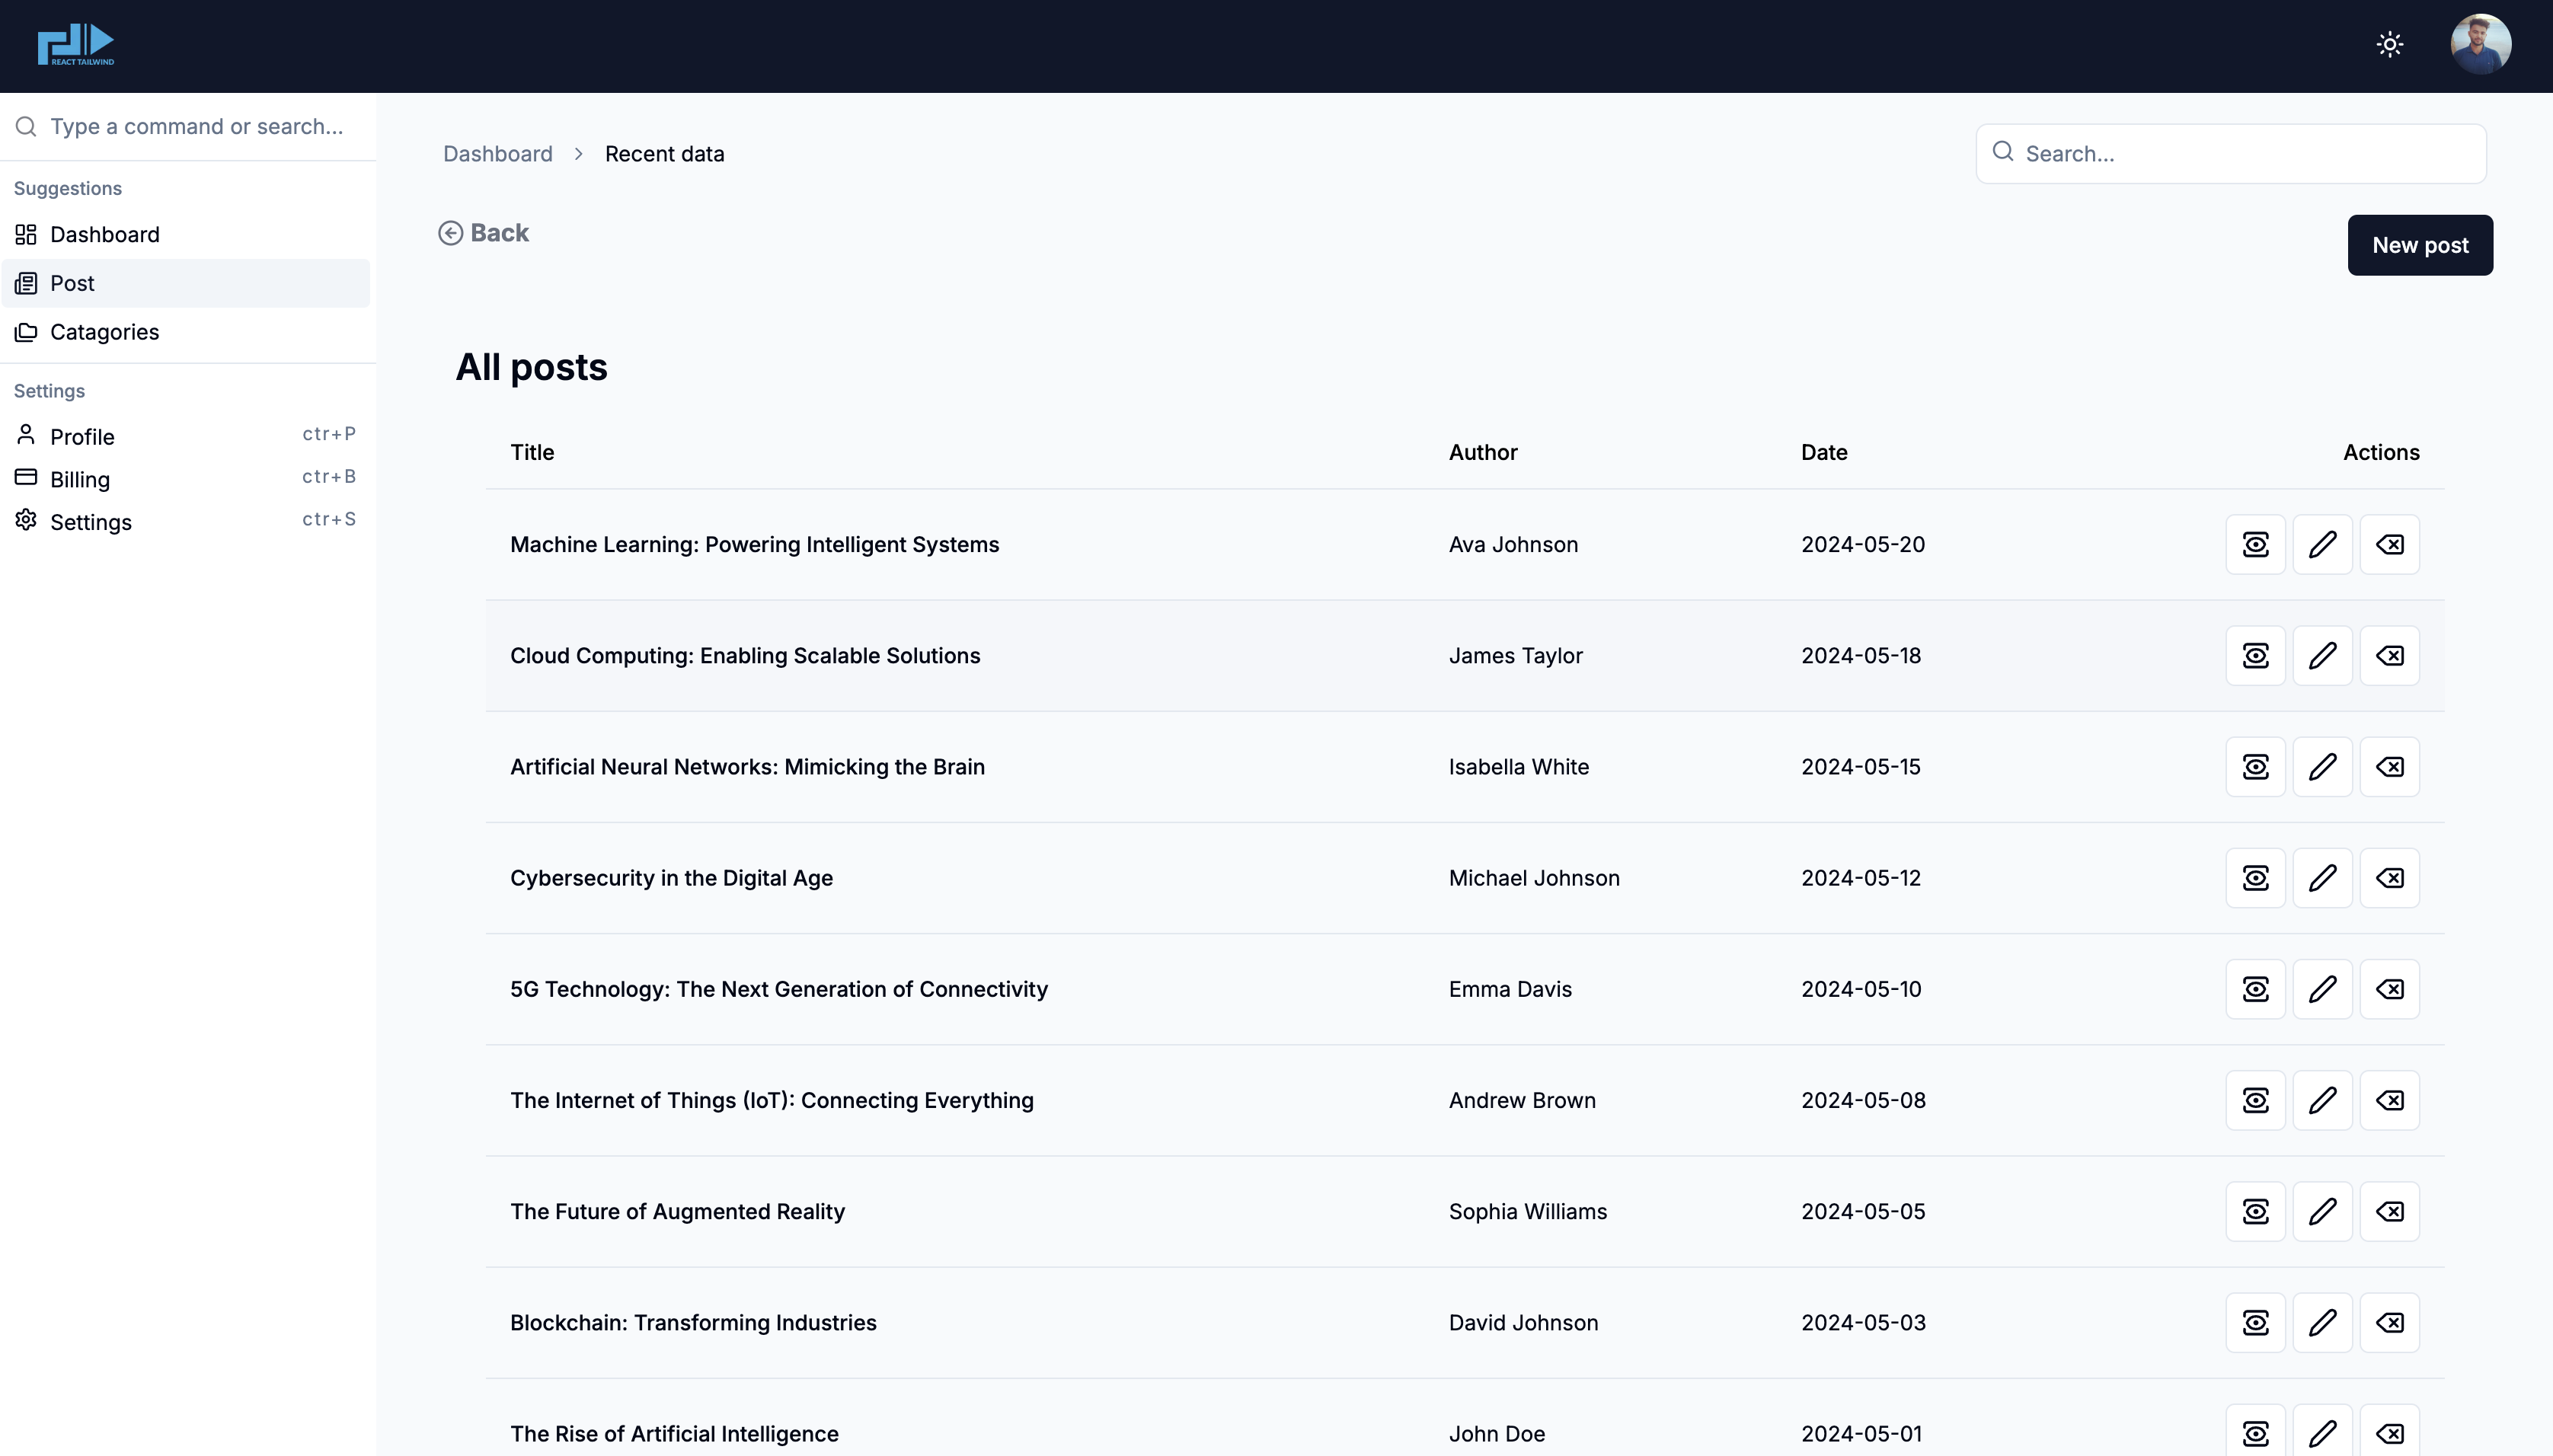 REACT TAILWIND
Type a command or search...
Suggestions
Dashboard
Post
Catagories
Settings
Profile ctr+P
Billing ctr+B
Settings ctr+S
Dashboard > Recent data
Search...
Back
New post
All posts
Title Author Date Actions
Machine Learning: Powering Intelligent Systems Ava Johnson 2024-05-20
Cloud Computing: Enabling Scalable Solutions James Taylor 2024-05-18
Artificial Neural Networks: Mimicking the Brain Isabella White 2024-05-15
Cybersecurity in the Digital Age Michael Johnson 2024-05-12
5G Technology: The Next Generation of Connectivity Emma Davis 2024-05-10
The Internet of Things (IoT): Connecting Everything Andrew Brown 2024-05-08
The Future of Augmented Reality Sophia Williams 2024-05-05
Blockchain: Transforming Industries David Johnson 2024-05-03
The Rise of Artificial Intelligence John Doe 2024-05-01